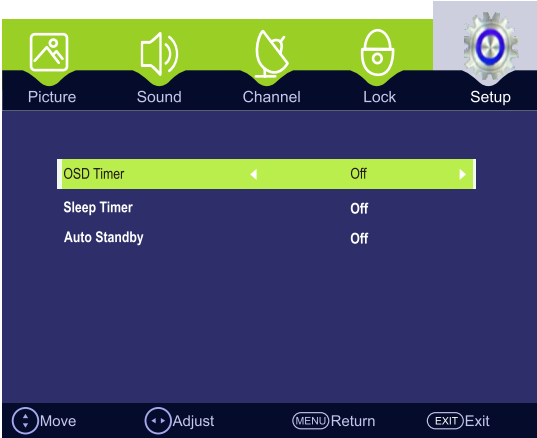 Picture Sound Channel Lock Setup
OSD Timer Off
Sleep Timer Off
Auto Standby Off
Move Adjust MENU Return EXIT Exit